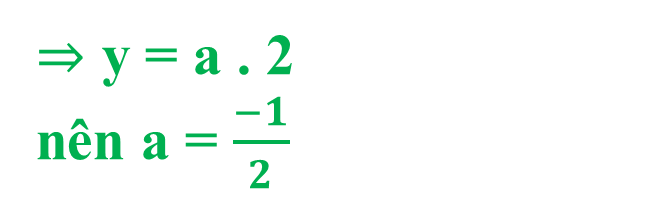 ⇒ y = a . 2
nên a = −1/2